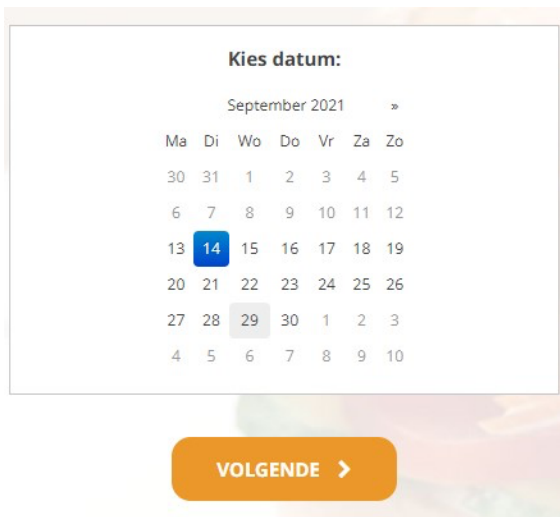 Kies datum:
September 2021 »
Ma Di Wo Do Vr Za Zo
30 31 1 2 3 4 5
6 7 8 9 10 11 12
13 14 15 16 17 18 19
20 21 22 23 24 25 26
27 28 29 30 1 2 3
4 5 6 7 8 9 10
VOLGENDE